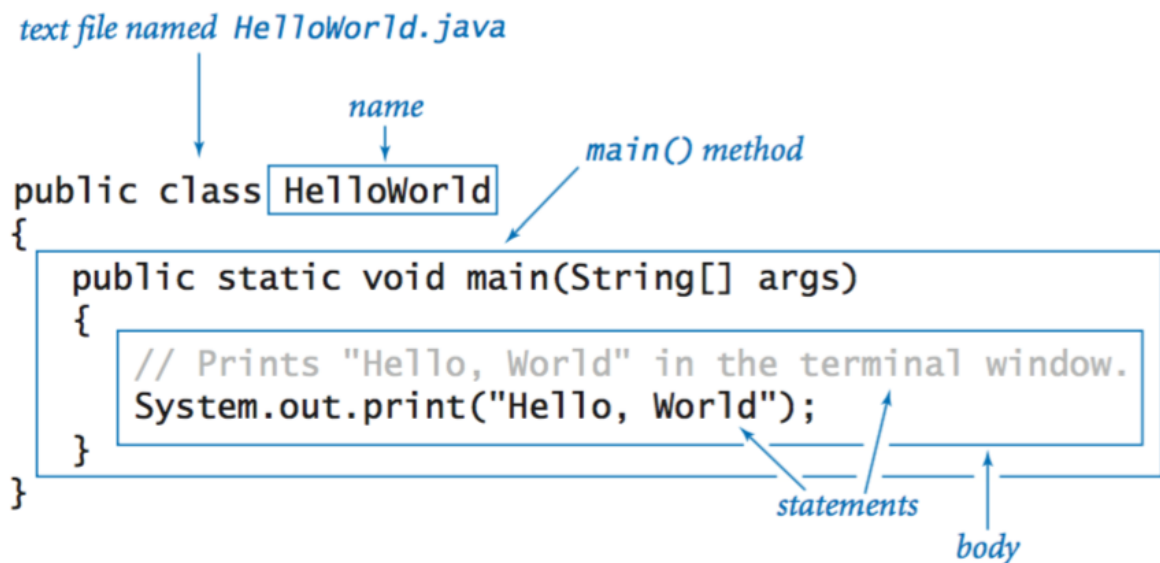 text file named HelloWorld.java
name
main() method
public class HelloWorld
{
public static void main(String[] args)
{
// Prints "Hello, World" in the terminal window.
System.out.print("Hello, World");
}
}
statements
body